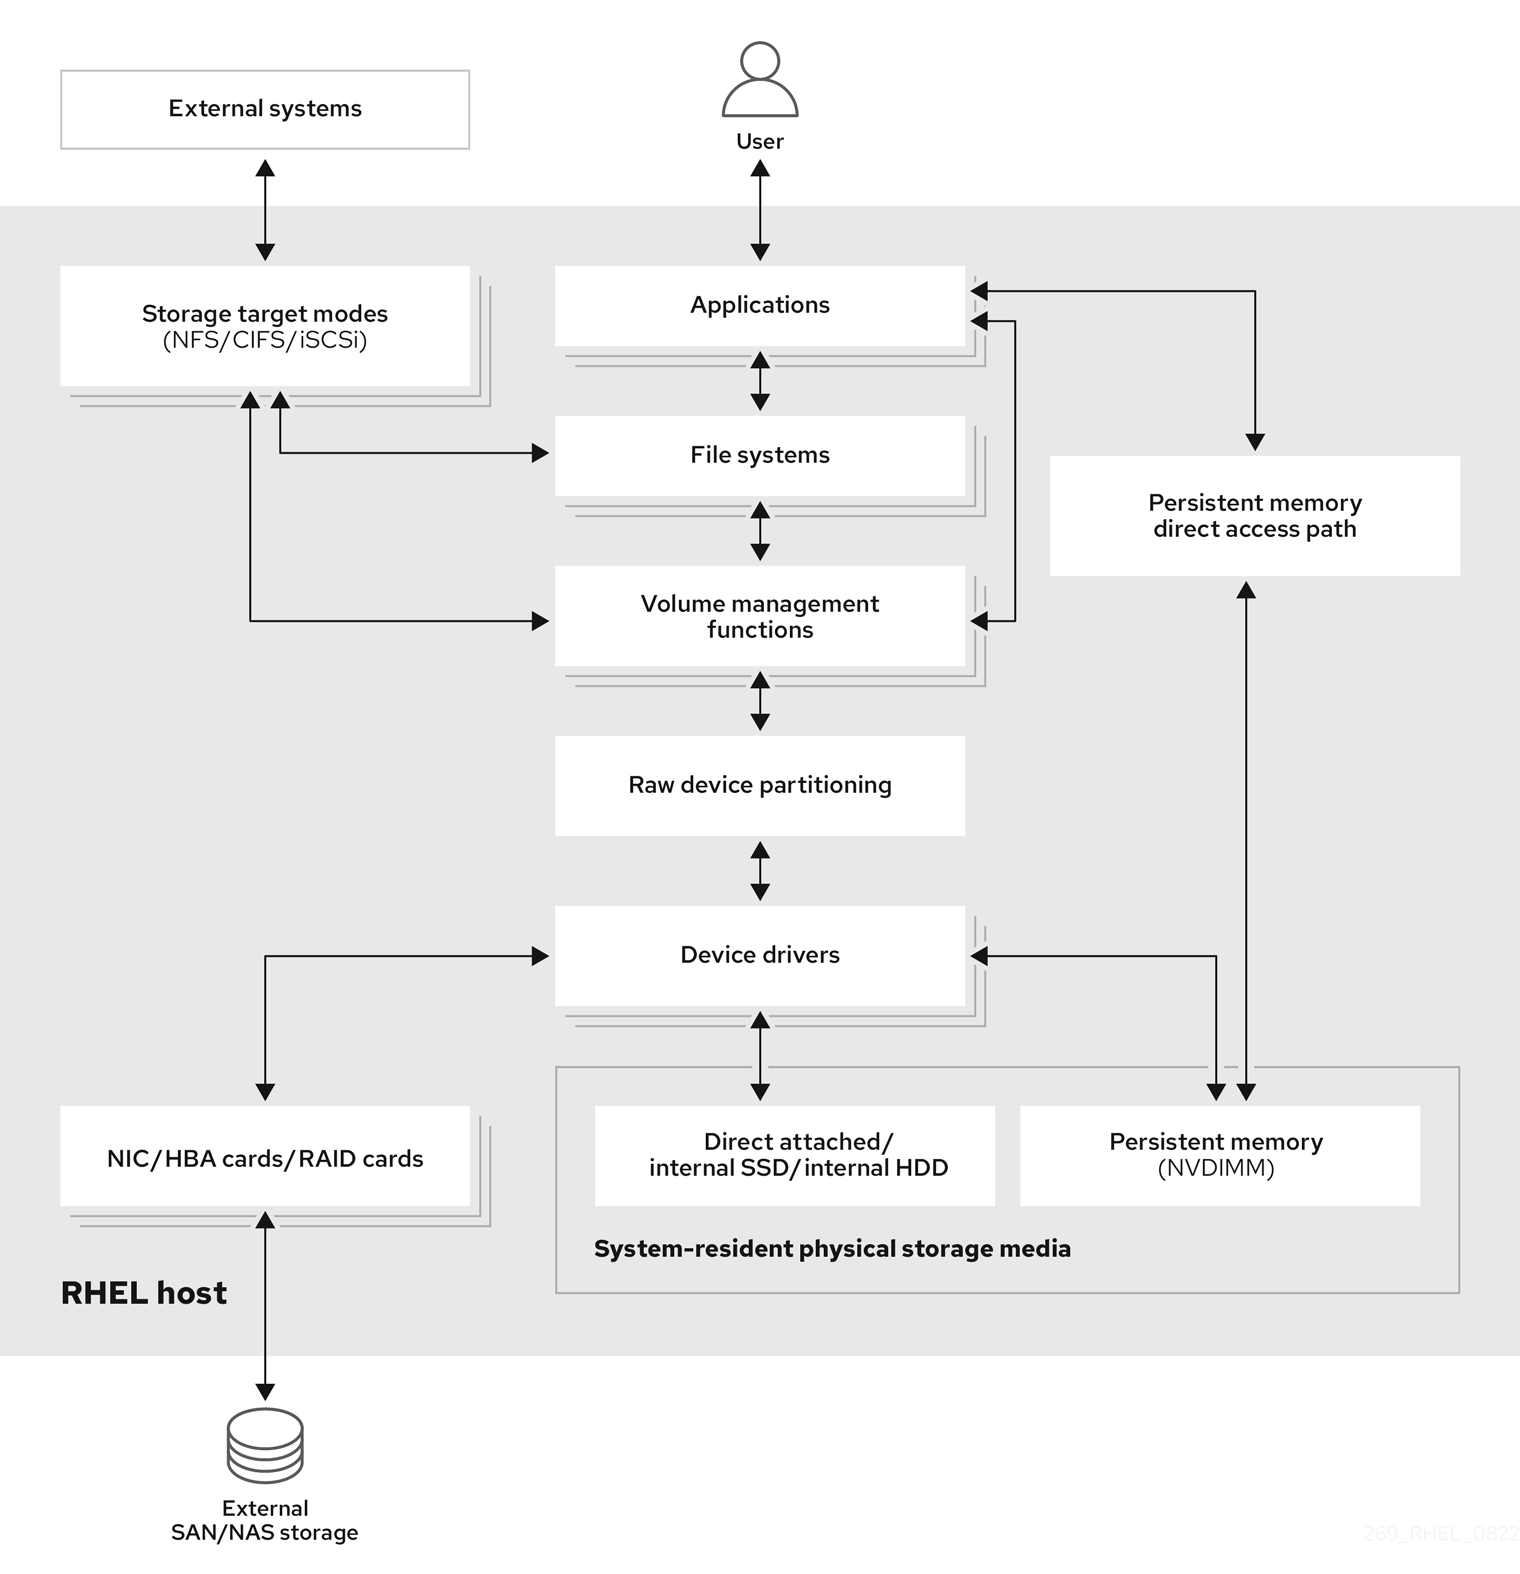 External systems
User
Storage target modes
(NFS/CIFS/iSCSi)
Applications
File systems
Persistent memory
direct access path
Volume management
functions
Raw device partitioning
Device drivers
NIC/HBA cards/RAID cards
Direct attached/
internal SSD/internal HDD
Persistent memory
(NVDIMM)
System-resident physical storage media
RHEL host
External
SAN/NAS storage
269_RHEL_0822